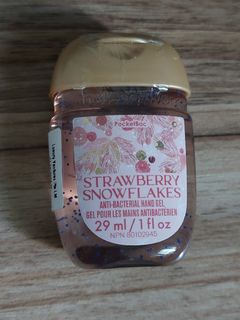 PocketBac
STRAWBERRY
SNOWFLAKES
ANTI-BACTERIAL HAND GEL
GEL POUR LES MAINS ANTIBACTÉRIEN
29 ml / 1 fl oz
NPN 80102945